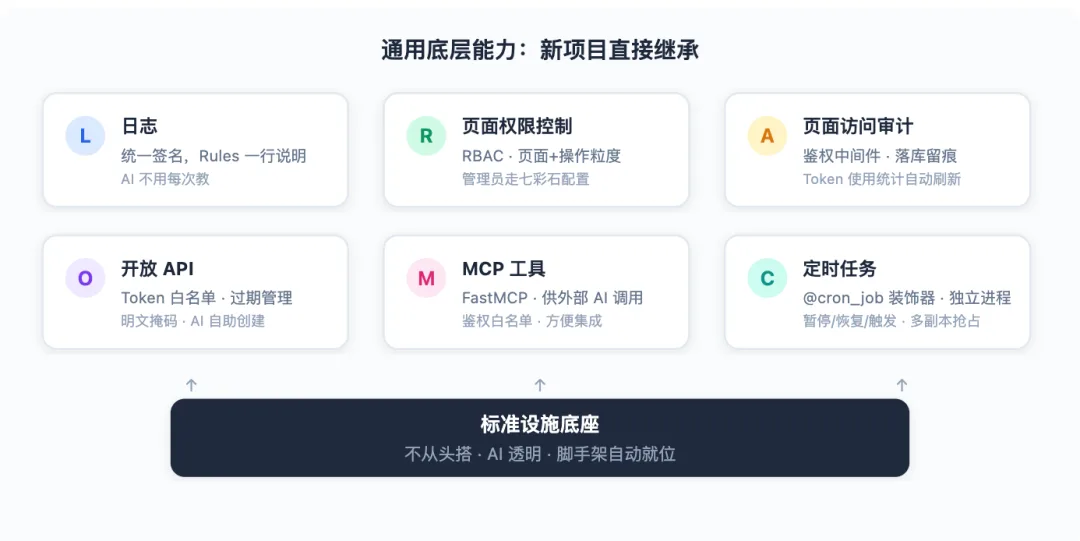 通用底层能力：新项目直接继承
L
日志
统一签名，Rules 一行说明
AI 不用每次教
R
页面权限控制
RBAC · 页面+操作粒度
管理员走七彩石配置
A
页面访问审计
鉴权中间件 · 落库留痕
Token 使用统计自动刷新
O
开放 API
Token 白名单 · 过期管理
明文掩码 · AI 自助创建
M
MCP 工具
FastMCP · 供外部 AI 调用
鉴权白名单 · 方便集成
C
定时任务
@cron_job 装饰器 · 独立进程
暂停/恢复/触发 · 多副本抢占
标准设施底座
不从头搭 · AI 透明 · 脚手架自动就位